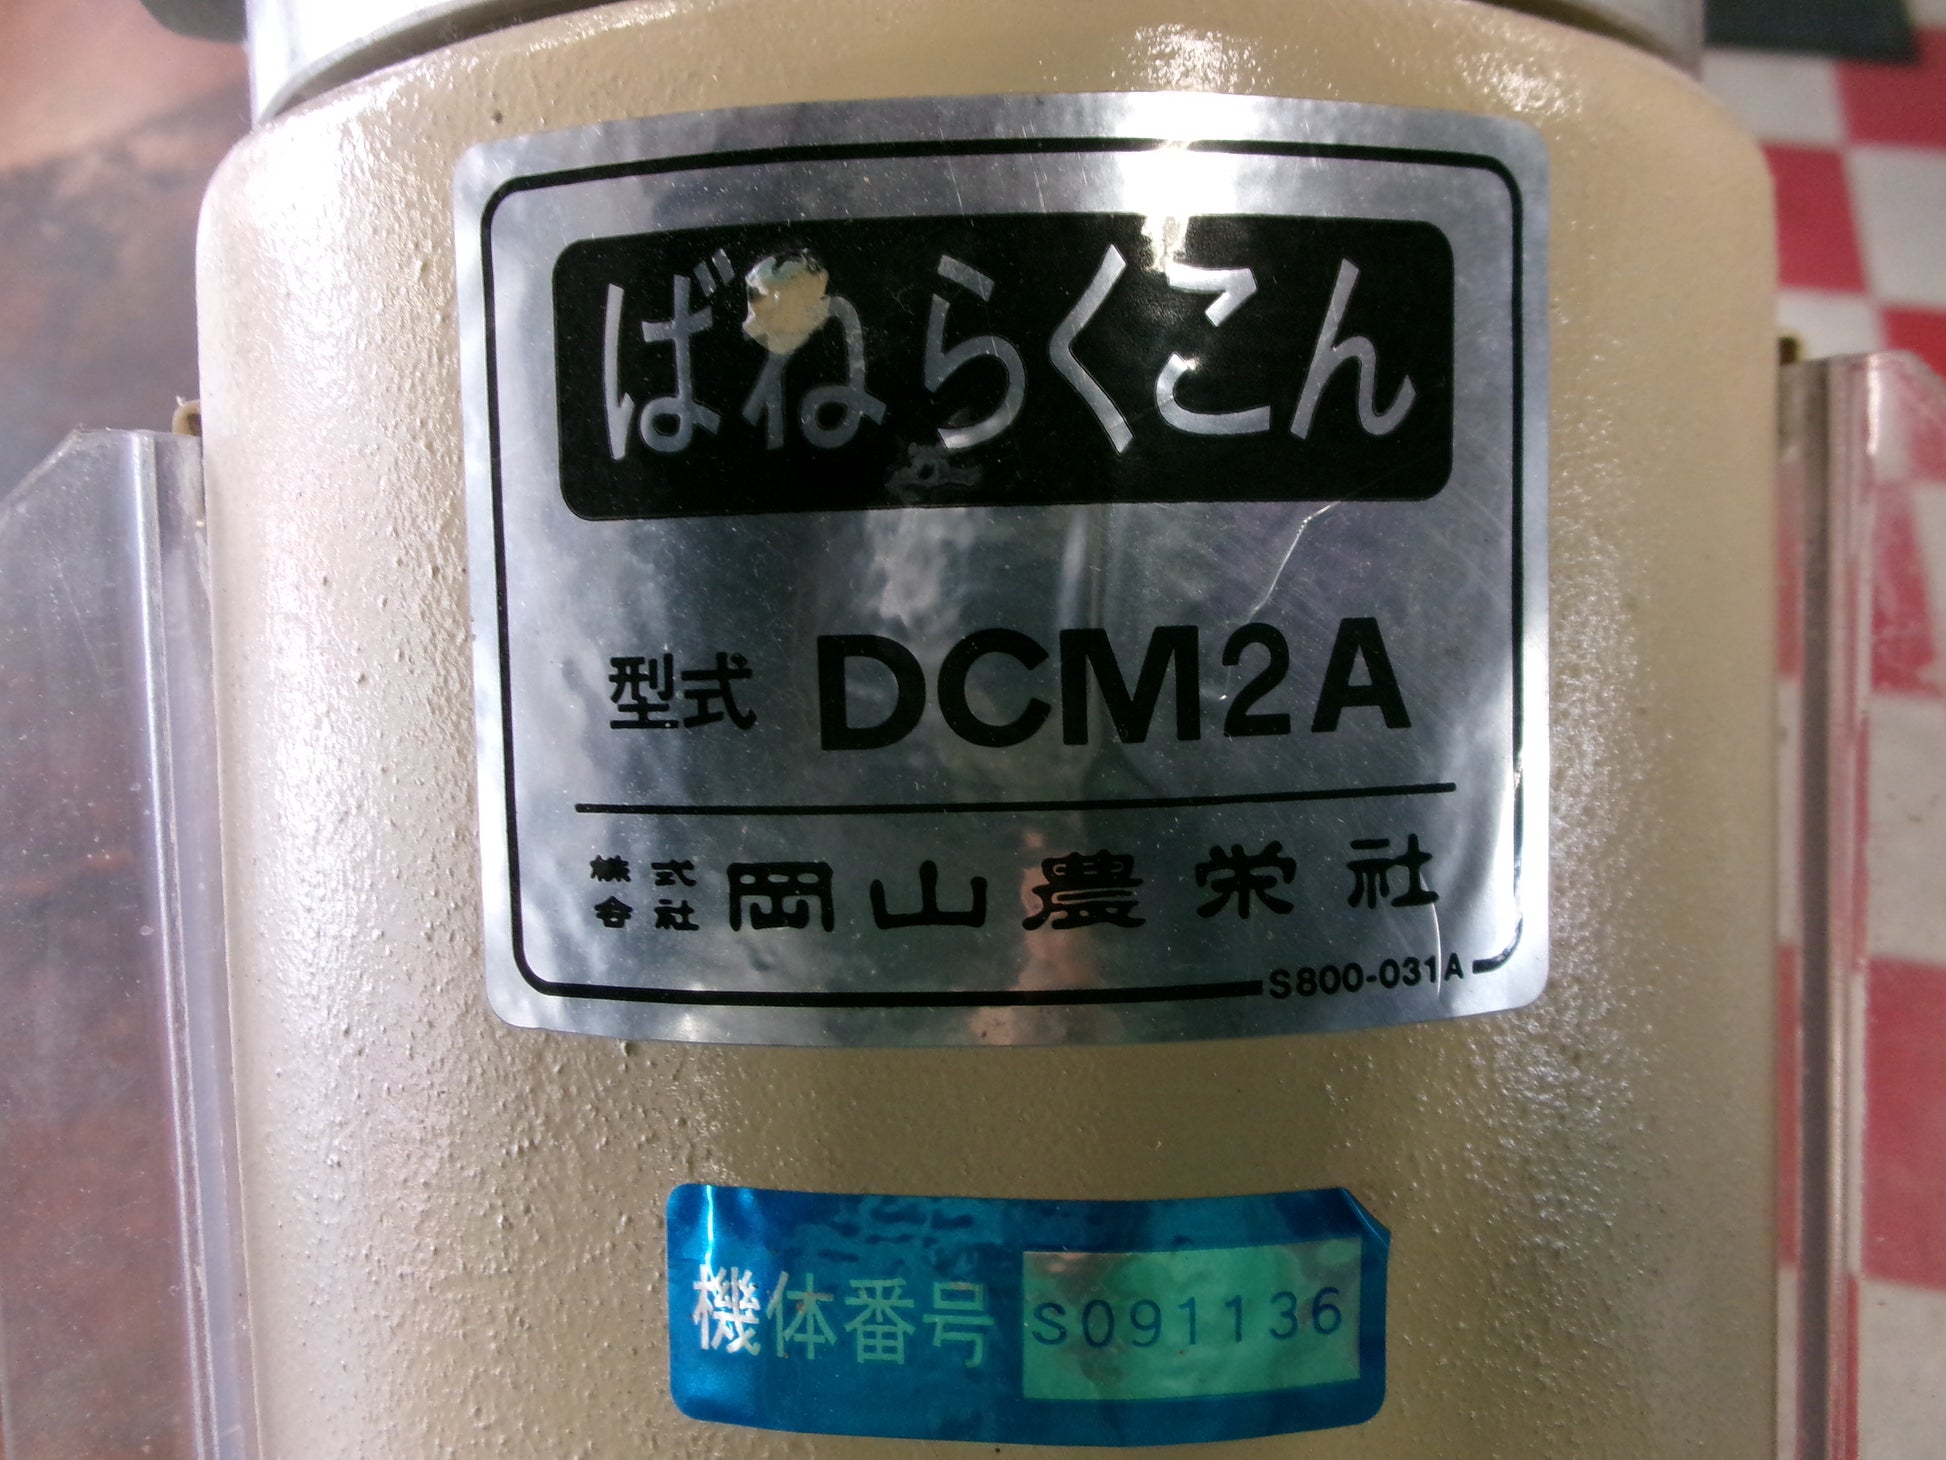 ばねらくこん
型式 DCM2A
株式会社 岡山農栄社
S800-031A
機体番号 S091136